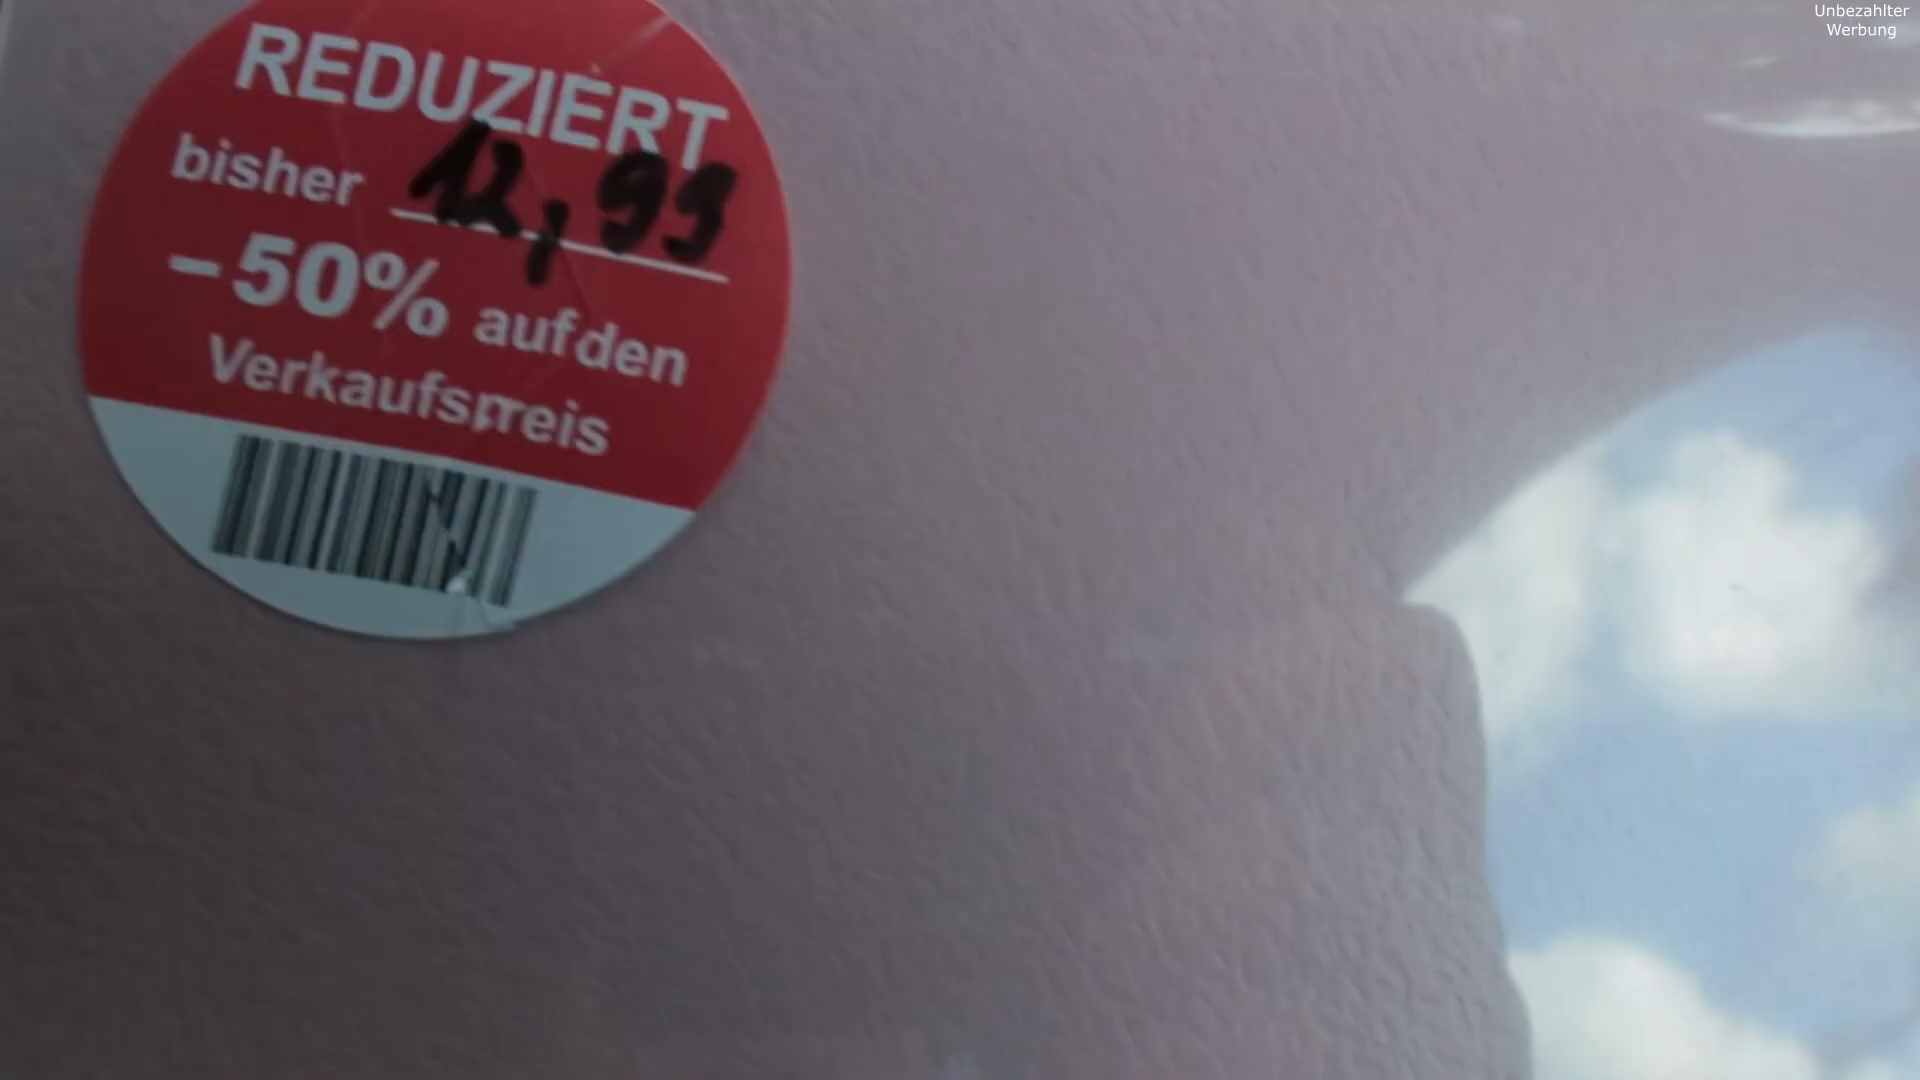 Unbezahlter
Werbung
REDUZIERT
bisher 12,99
-50% auf den
Verkaufspreis